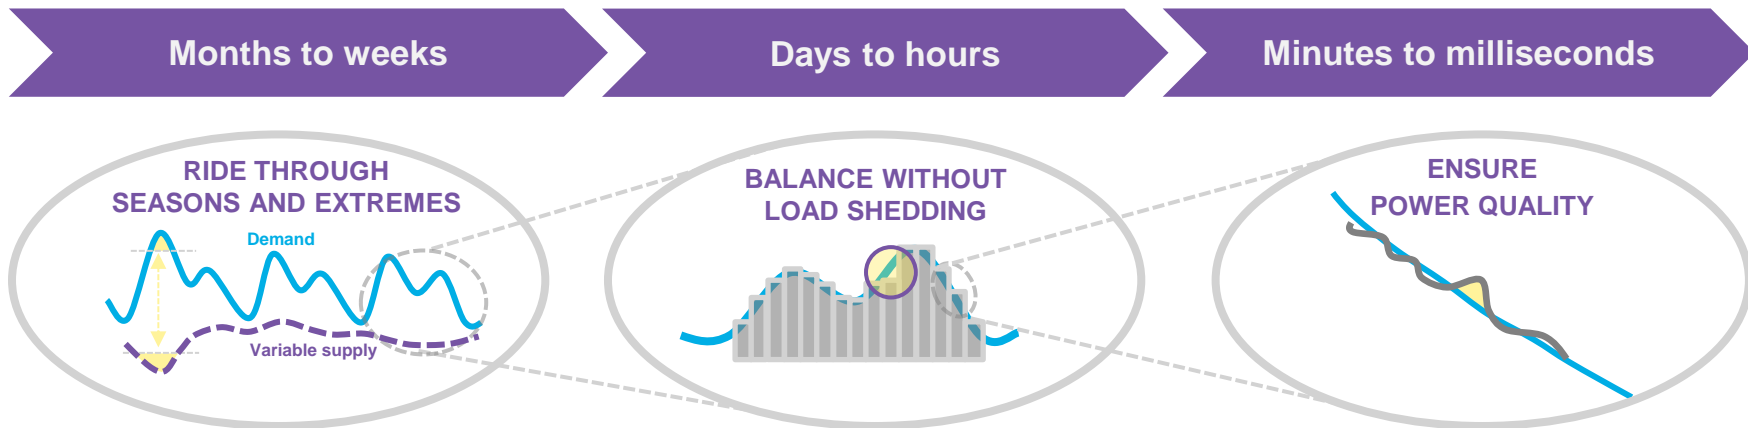 Months to weeks
Days to hours
Minutes to milliseconds
RIDE THROUGH
SEASONS AND EXTREMES
Demand
Variable supply
BALANCE WITHOUT
LOAD SHEDDING
ENSURE
POWER QUALITY